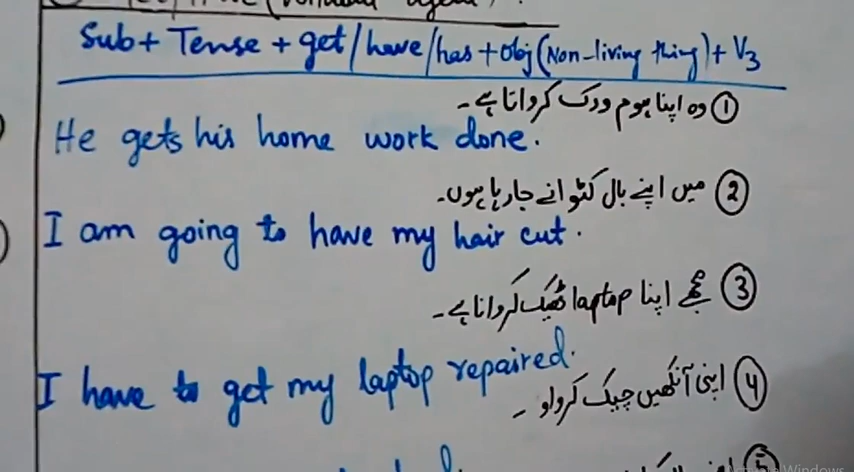 Sub + Tense + get/have/has + Obj (Non-living thing) + V3
① وہ اپنا ہوم ورک کرواتا ہے۔
He gets his home work done.
② میں اپنے بال کٹوانے جا رہا ہوں۔
I am going to have my hair cut.
③ مجھے اپنا laptop ٹھیک کروانا ہے۔
I have to get my laptop repaired.
④ اپنی آنکھیں چیک کروا لو۔
⑤
Activate Windows